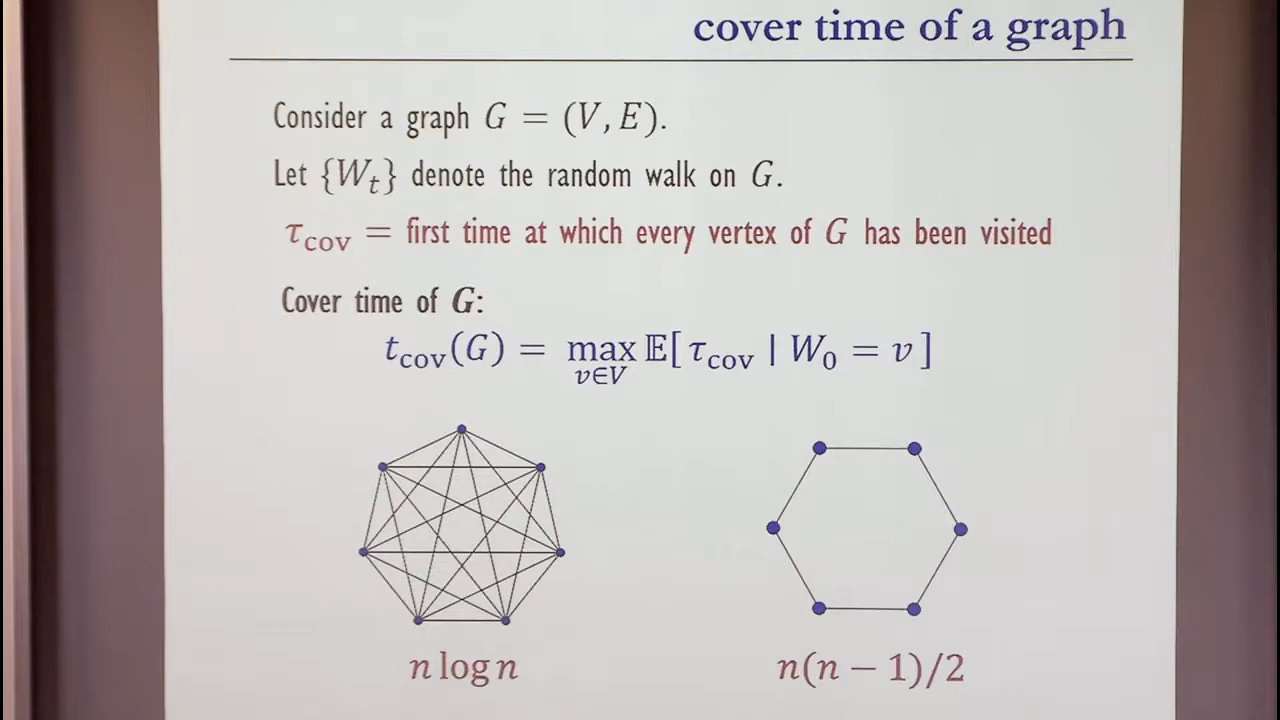 cover time of a graph
Consider a graph G = (V, E).
Let {W_t} denote the random walk on G.
τ_cov = first time at which every vertex of G has been visited
Cover time of G:
t_cov(G) = max_{v∈V} 𝔼[ τ_cov | W_0 = v ]
n log n
n(n − 1)/2